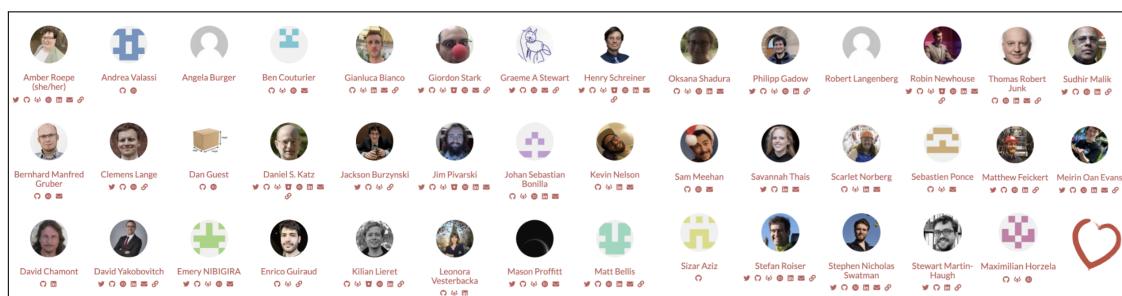 Amber Roepe
(she/her)
Andrea Valassi
Angela Burger
Ben Couturier
Gianluca Bianco
Giordon Stark
Graeme A Stewart
Henry Schreiner
Oksana Shadura
Philipp Gadow
Robert Langenberg
Robin Newhouse
Thomas Robert
Junk
Sudhir Malik
Bernhard Manfred
Gruber
Clemens Lange
Dan Guest
Daniel S. Katz
Jackson Burzynski
Jim Pivarski
Johan Sebastian
Bonilla
Kevin Nelson
Sam Meehan
Savannah Thais
Scarlet Norberg
Sebastien Ponce
Matthew Feickert
Meirin Oan Evans
David Chamont
David Yakobovitch
Emery NIBIGIRA
Enrico Guiraud
Kilian Lieret
Leonora
Vesterbacka
Mason Proffitt
Matt Bellis
Sizar Aziz
Stefan Roiser
Stephen Nicholas
Swatman
Stewart Martin-
Haugh
Maximilian Horzela